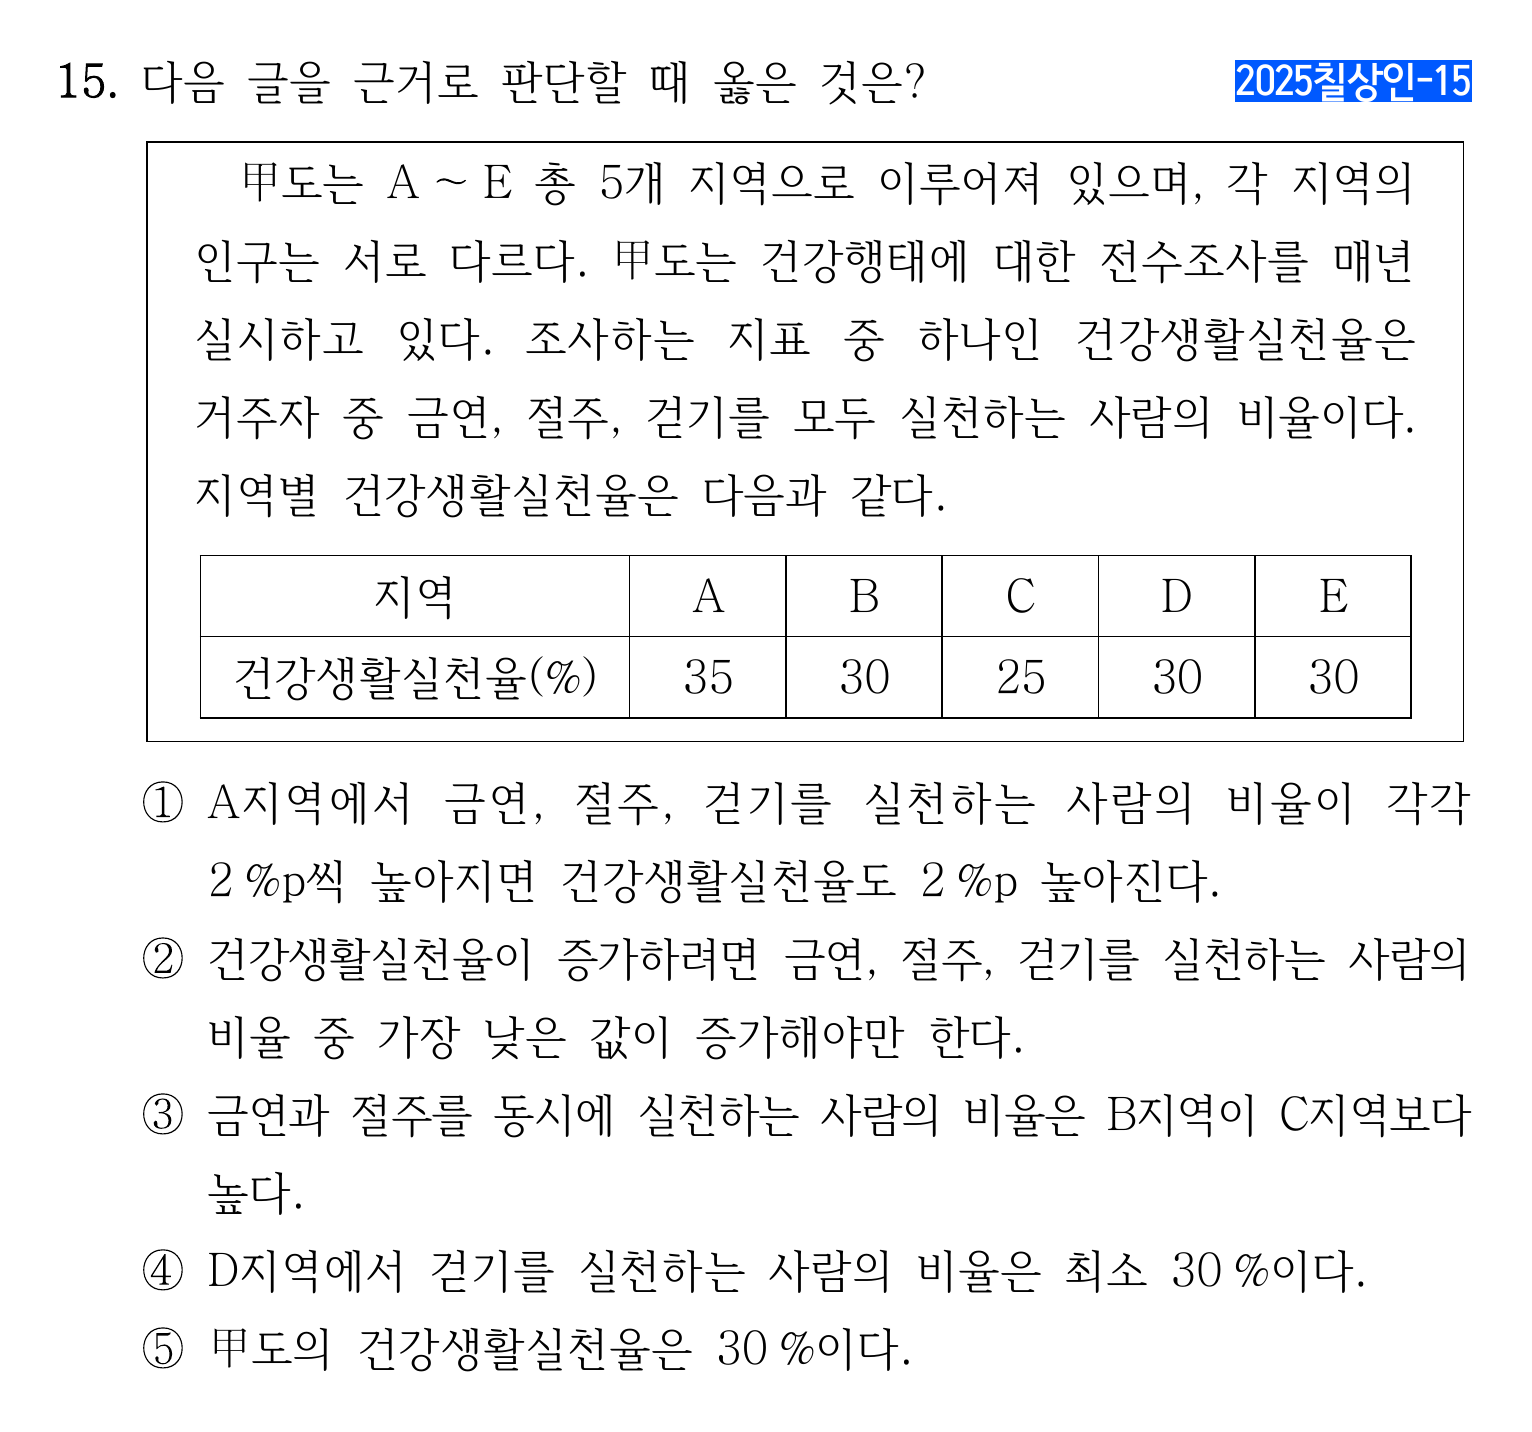 15. 다음 글을 근거로 판단할 때 옳은 것은?
2025칠상인-15
甲도는 A ~ E 총 5개 지역으로 이루어져 있으며, 각 지역의
인구는 서로 다르다. 甲도는 건강행태에 대한 전수조사를 매년
실시하고 있다. 조사하는 지표 중 하나인 건강생활실천율은
거주자 중 금연, 절주, 걷기를 모두 실천하는 사람의 비율이다.
지역별 건강생활실천율은 다음과 같다.
지역 A B C D E
건강생활실천율(%) 35 30 25 30 30
① A지역에서 금연, 절주, 걷기를 실천하는 사람의 비율이 각각
2 %p씩 높아지면 건강생활실천율도 2 %p 높아진다.
② 건강생활실천율이 증가하려면 금연, 절주, 걷기를 실천하는 사람의
비율 중 가장 낮은 값이 증가해야만 한다.
③ 금연과 절주를 동시에 실천하는 사람의 비율은 B지역이 C지역보다
높다.
④ D지역에서 걷기를 실천하는 사람의 비율은 최소 30 %이다.
⑤ 甲도의 건강생활실천율은 30 %이다.